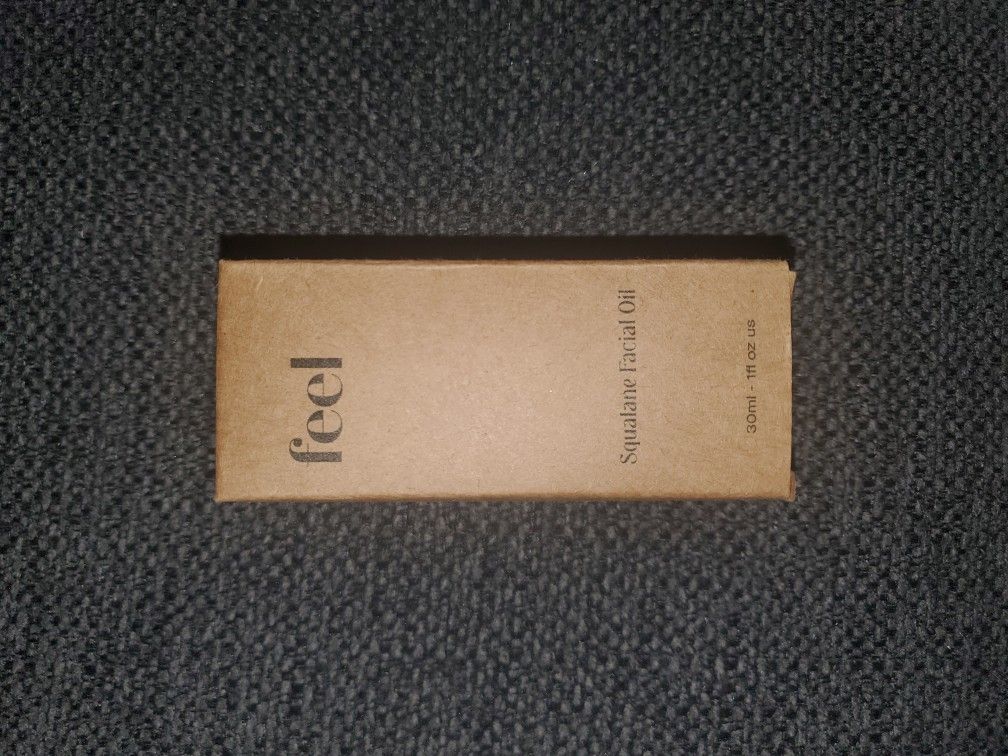 feel
Squalane Facial Oil
30ml - 1fl oz us